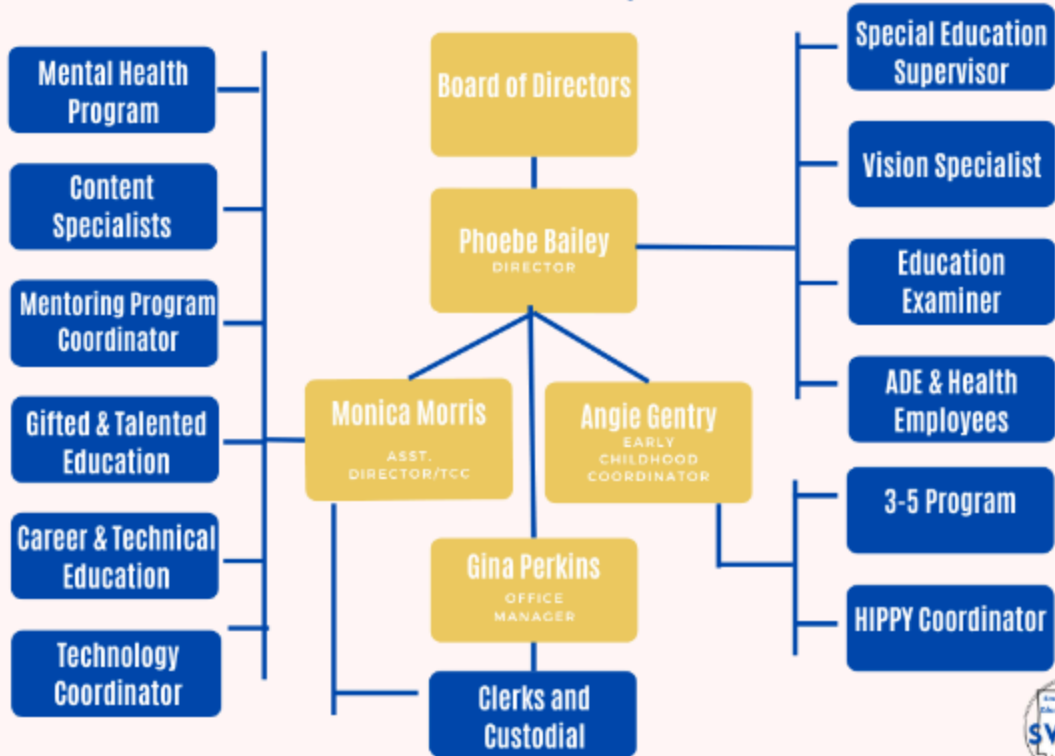 Board of Directors
Phoebe Bailey
DIRECTOR
Monica Morris
ASST.
DIRECTOR/TCC
Angie Gentry
EARLY
CHILDHOOD
COORDINATOR
Gina Perkins
OFFICE
MANAGER
Clerks and
Custodial
Mental Health
Program
Content
Specialists
Mentoring Program
Coordinator
Gifted & Talented
Education
Career & Technical
Education
Technology
Coordinator
Special Education
Supervisor
Vision Specialist
Education
Examiner
ADE & Health
Employees
3-5 Program
HIPPY Coordinator